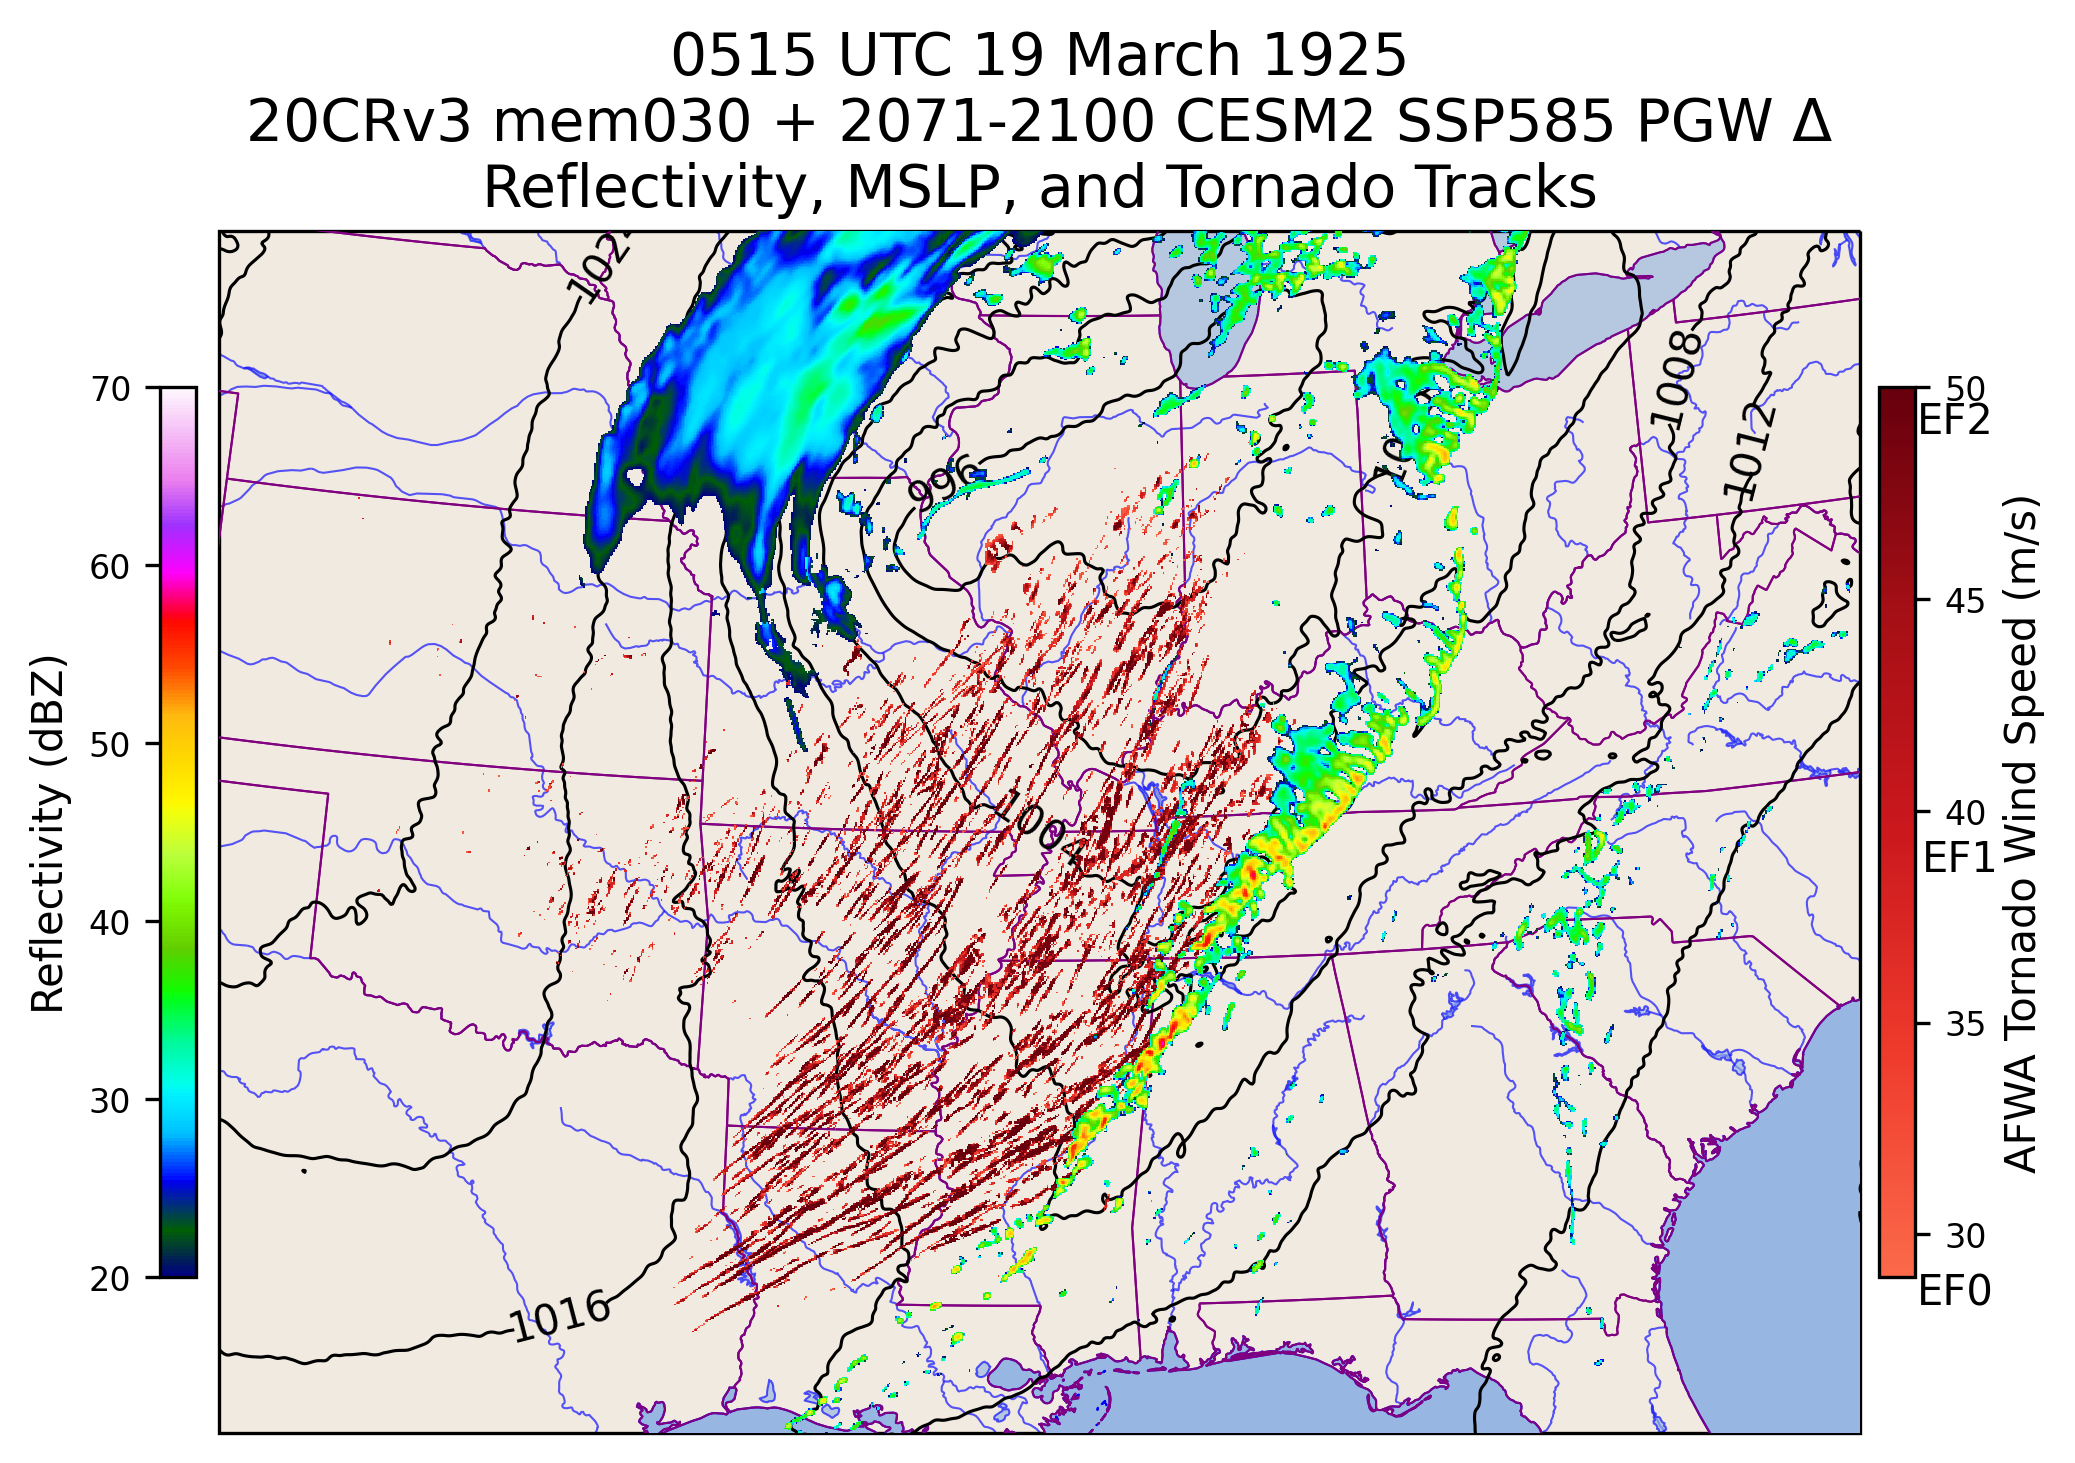 0515 UTC 19 March 1925
20CRv3 mem030 + 2071-2100 CESM2 SSP585 PGW Δ
Reflectivity, MSLP, and Tornado Tracks
70
60
50
40
30
20
Reflectivity (dBZ)
1008
1012
996
1004
1016
50
EF2
45
40
EF1
35
30
EF0
AFWA Tornado Wind Speed (m/s)